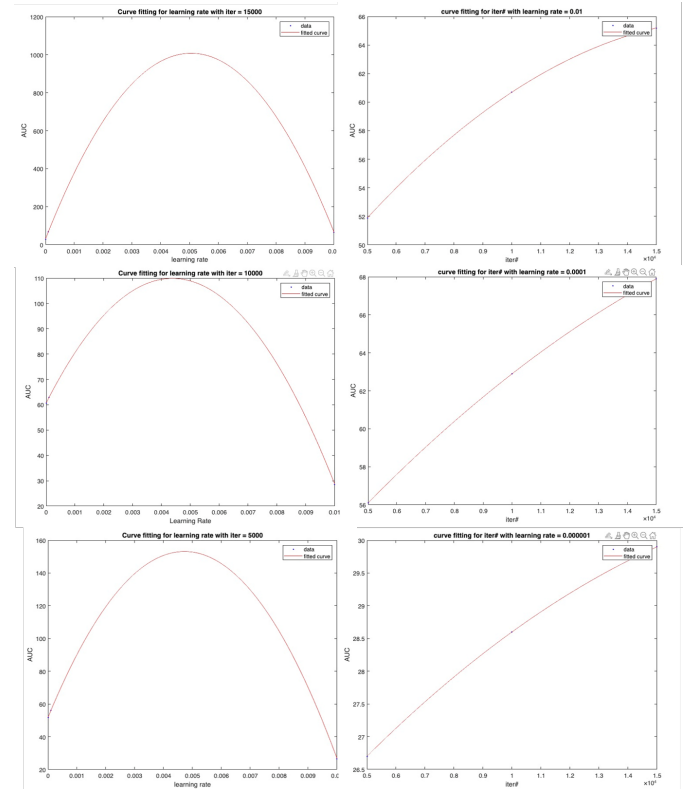 Curve fitting for learning rate with iter = 15000
1200
1000
800
600
400
200
0
AUC
data
fitted curve
0 0.001 0.002 0.003 0.004 0.005 0.006 0.007 0.008 0.009 0.0
learning rate
curve fitting for iter# with learning rate = 0.01
66
64
62
60
58
56
54
52
50
AUC
data
fitted curve
0.5 0.6 0.7 0.8 0.9 1 1.1 1.2 1.3 1.4 1.5
iter#
×10⁴
Curve fitting for learning rate with iter = 10000
110
100
90
80
70
60
50
40
30
20
AUC
data
fitted curve
0 0.001 0.002 0.003 0.004 0.005 0.006 0.007 0.008 0.009 0.01
Learning Rate
curve fitting for iter# with learning rate = 0.0001
68
66
64
62
60
58
56
AUC
data
fitted curve
0.5 0.6 0.7 0.8 0.9 1 1.1 1.2 1.3 1.4 1.5
iter#
×10⁴
Curve fitting for learning rate with iter = 5000
160
140
120
100
80
60
40
20
AUC
data
fitted curve
0 0.001 0.002 0.003 0.004 0.005 0.006 0.007 0.008 0.009 0.0
learning rate
curve fitting for iter# with learning rate = 0.000001
30
29.5
29
28.5
28
27.5
27
26.5
AUC
data
fitted curve
0.5 0.6 0.7 0.8 0.9 1 1.1 1.2 1.3 1.4 1.5
iter#
×10⁴